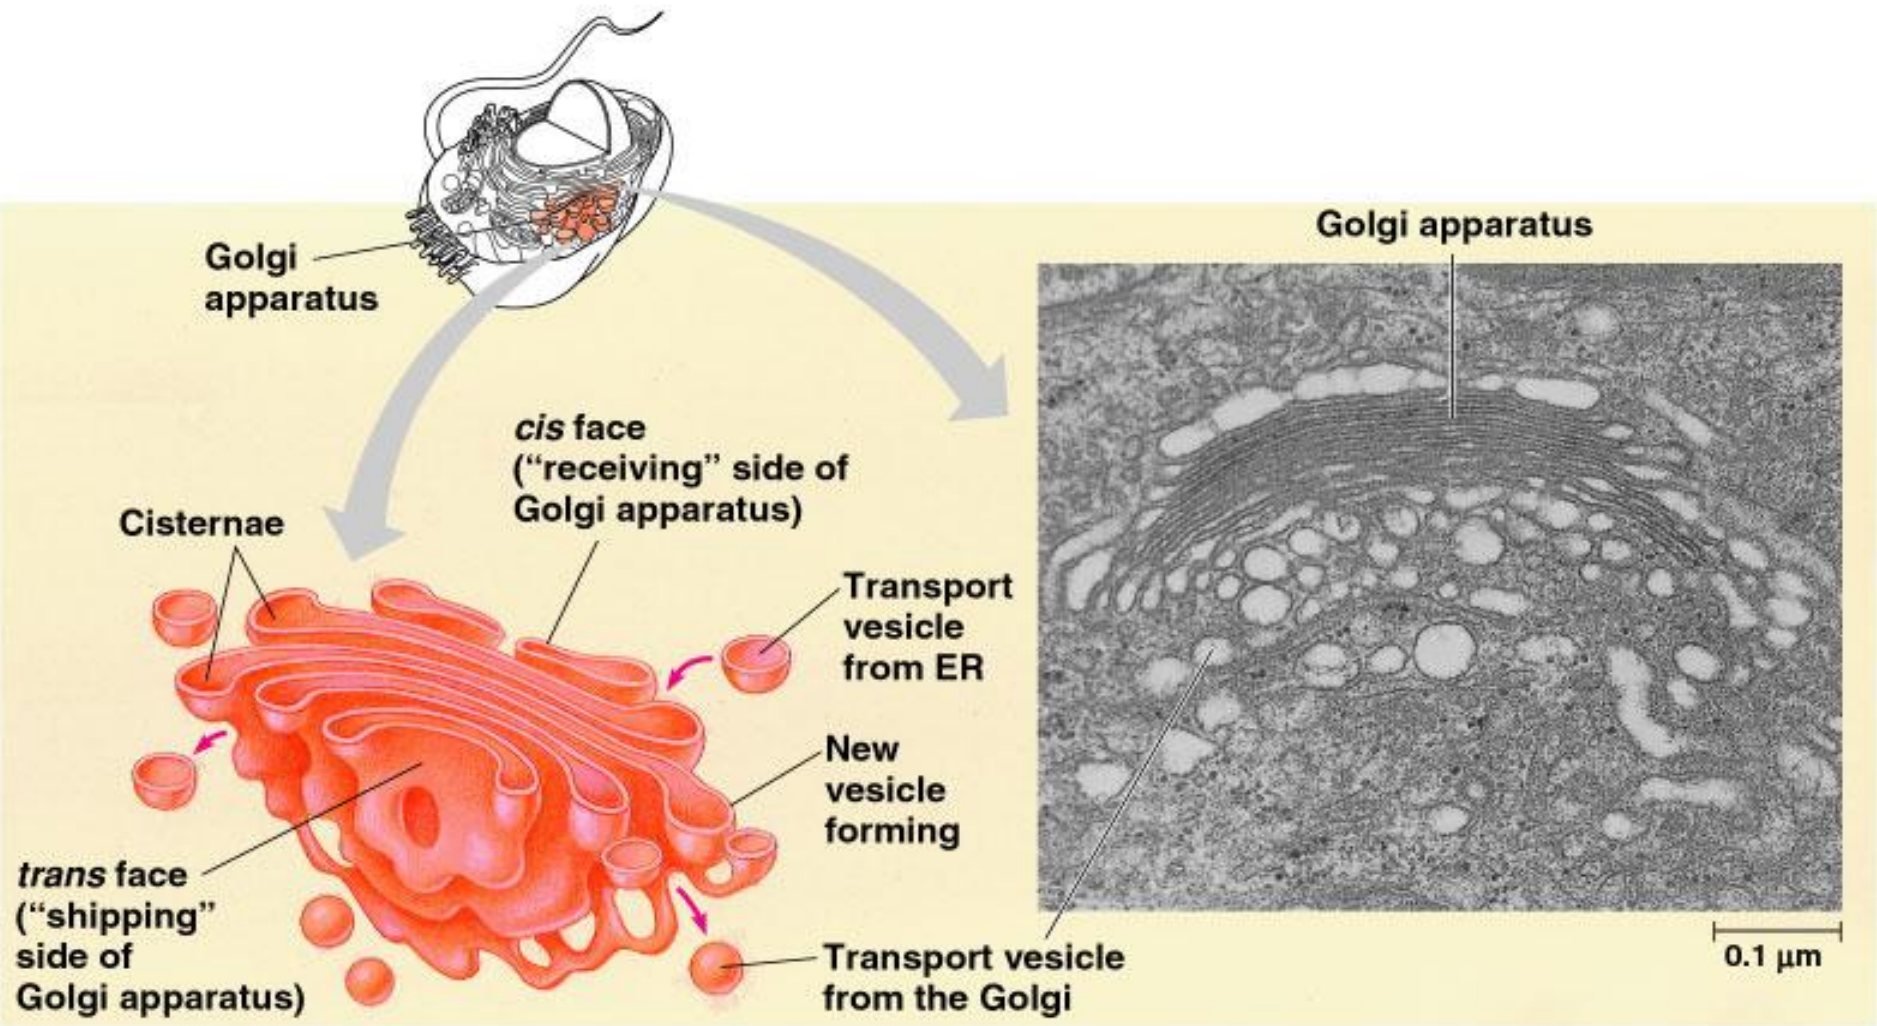 Golgi
apparatus
Golgi apparatus
cis face
(“receiving” side of
Golgi apparatus)
Cisternae
Transport
vesicle
from ER
New
vesicle
forming
trans face
(“shipping”
side of
Golgi apparatus)
Transport vesicle
from the Golgi
0.1 μm